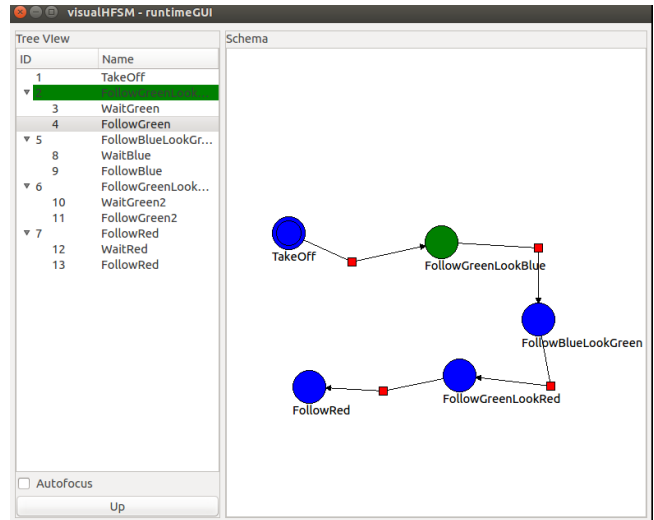 visualHFSM - runtimeGUI
Tree VIew
ID Name
1 TakeOff
2 FollowGreenLook...
3 WaitGreen
4 FollowGreen
5 FollowBlueLookGr...
8 WaitBlue
9 FollowBlue
6 FollowGreenLook...
10 WaitGreen2
11 FollowGreen2
7 FollowRed
12 WaitRed
13 FollowRed
Autofocus
Up
Schema
TakeOff
FollowGreenLookBlue
FollowBlueLookGreen
FollowGreenLookRed
FollowRed